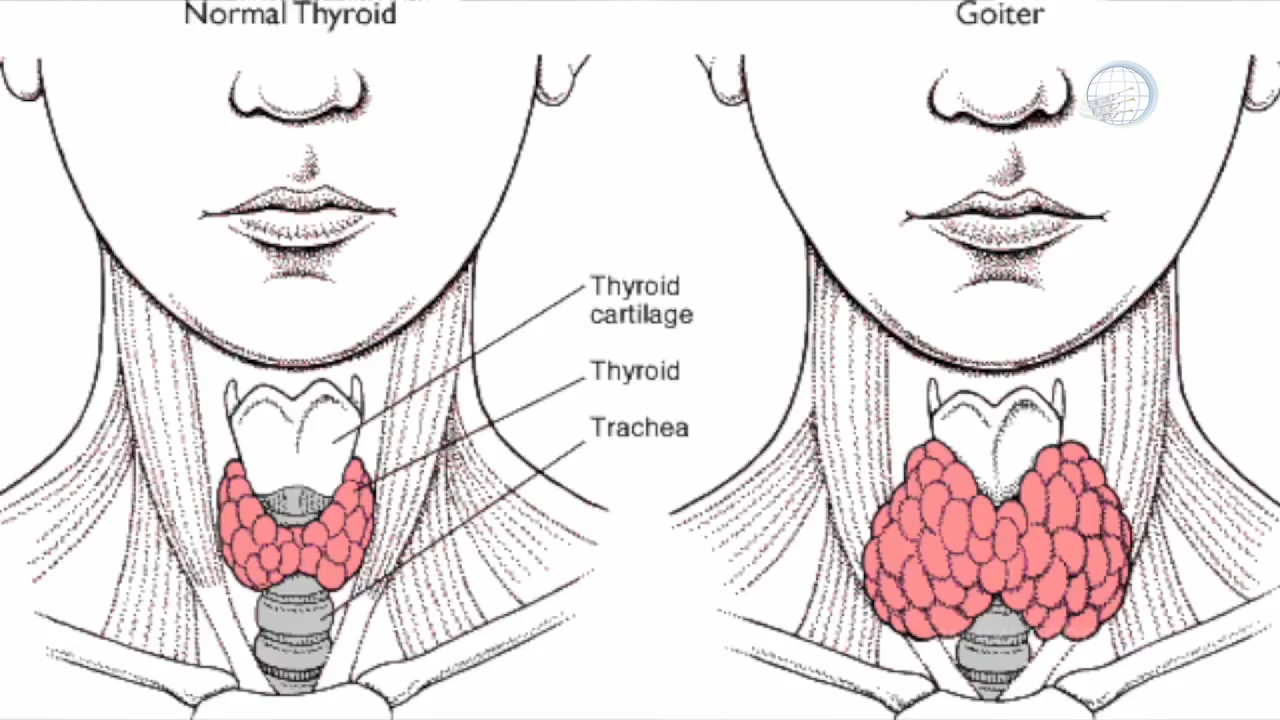 Normal Thyroid
Goiter
Thyroid
cartilage
Thyroid
Trachea